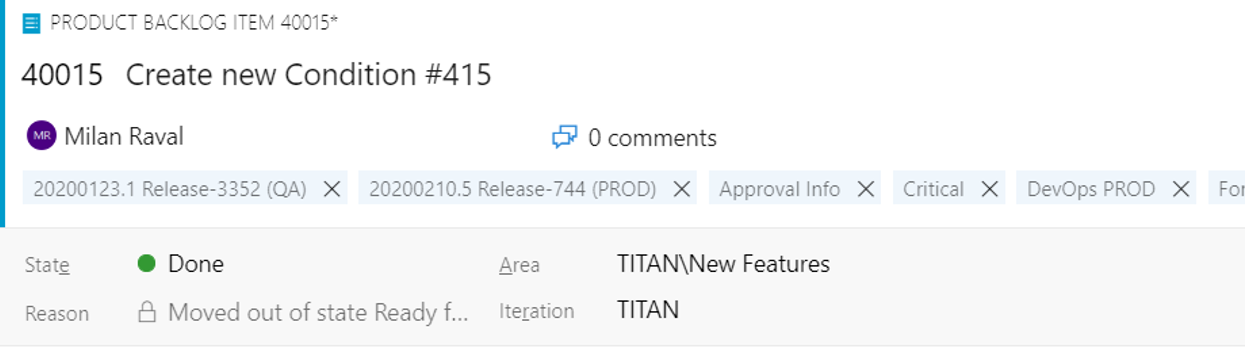 PRODUCT BACKLOG ITEM 40015*
40015 Create new Condition #415
MR Milan Raval 0 comments
20200123.1 Release-3352 (QA) 20200210.5 Release-744 (PROD) Approval Info Critical DevOps PROD For
State Done Area TITAN\New Features
Reason Moved out of state Ready f... Iteration TITAN